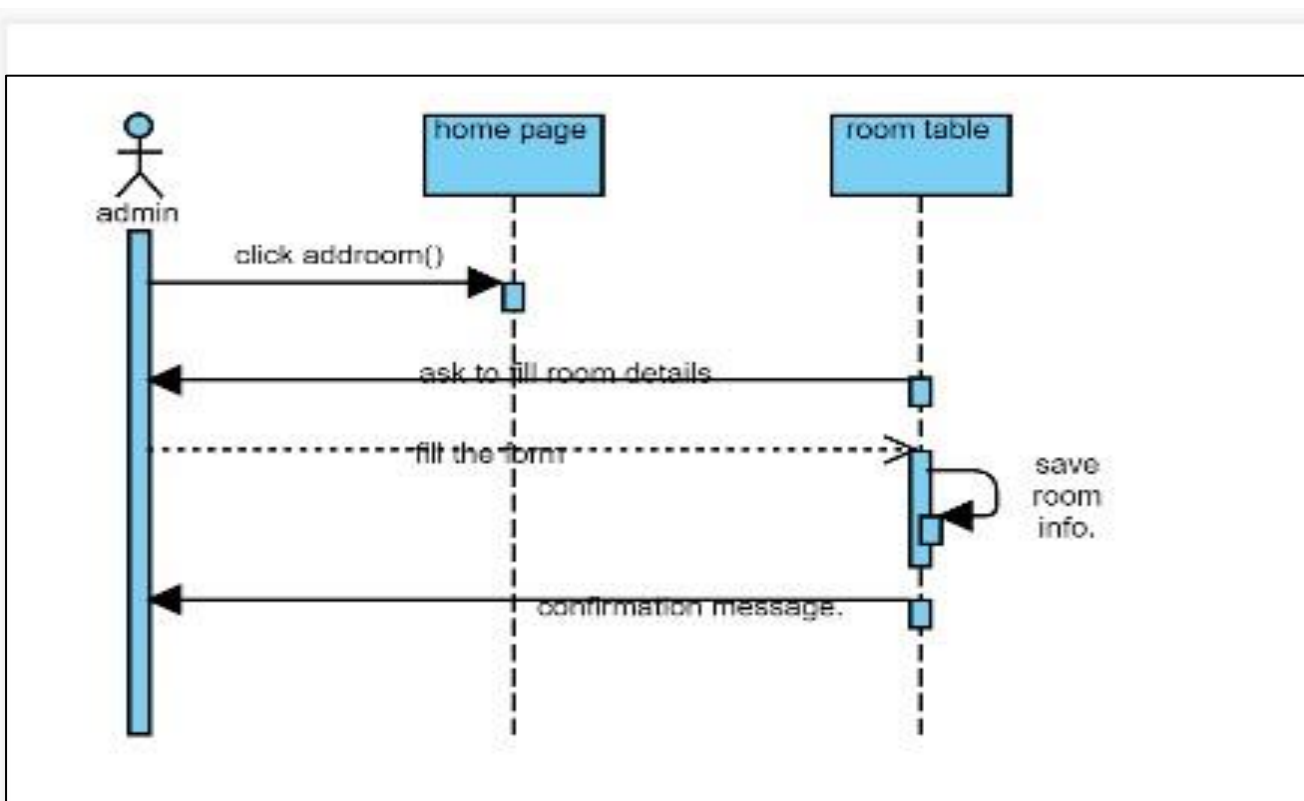 home page
room table
admin
click addroom()
ask to fill room details
fill the form
save
room
info.
confirmation message.